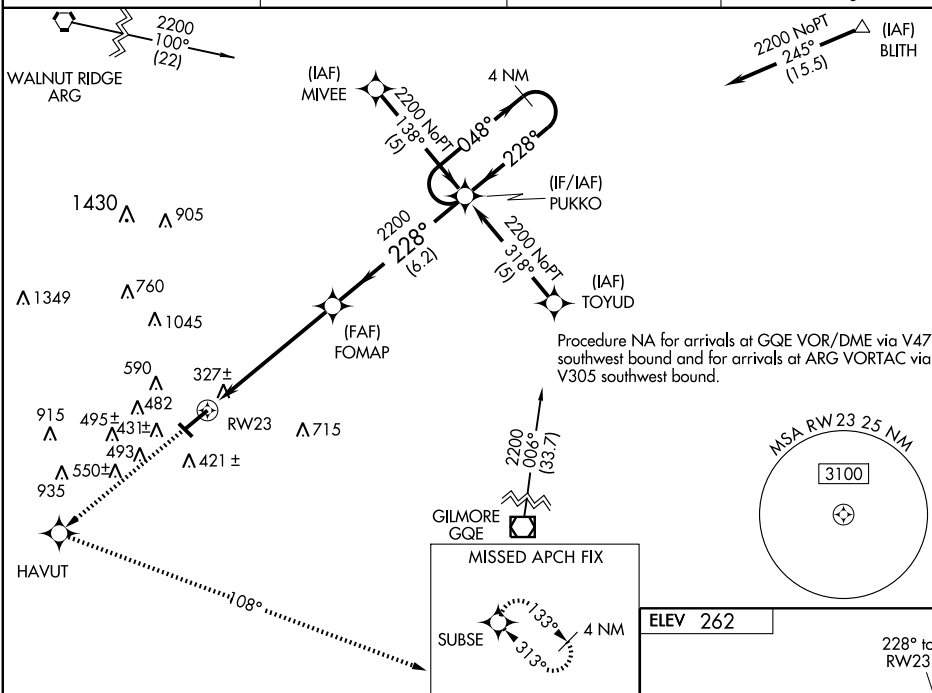 2200
100°
(22)
WALNUT RIDGE
ARG
2200 NoPT
245°
(15.5)
(IAF)
BLITH
(IAF)
MIVEE
2200 NoPT
138°
(5)
4 NM
048°
228°
(IF/IAF)
PUKKO
2200
228°
(6.2)
2200 NoPT
318°
(5)
(IAF)
TOYUD
1430
905
1349
760
1045
(FAF)
FOMAP
Procedure NA for arrivals at GQE VOR/DME via V47
southwest bound and for arrivals at ARG VORTAC via
V305 southwest bound.
590
327±
482
RW23
915
495±
431±
715
493
421 ±
550±
935
HAVUT
108°
2200
006°
(33.7)
GILMORE
GQE
MSA RW23 25 NM
3100
MISSED APCH FIX
SUBSE
133°
313°
4 NM
ELEV 262
228° to
RW23